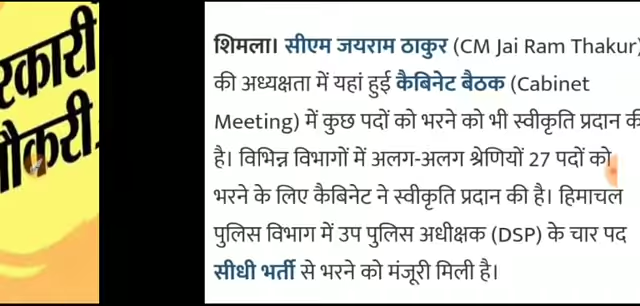 रकारी
नौकरी
शिमला। सीएम जयराम ठाकुर (CM Jai Ram Thakur)
की अध्यक्षता में यहां हुई कैबिनेट बैठक (Cabinet
Meeting) में कुछ पदों को भरने को भी स्वीकृति प्रदान की
है। विभिन्न विभागों में अलग-अलग श्रेणियों 27 पदों को
भरने के लिए कैबिनेट ने स्वीकृति प्रदान की है। हिमाचल
पुलिस विभाग में उप पुलिस अधीक्षक (DSP) के चार पद
सीधी भर्ती से भरने को मंजूरी मिली है।